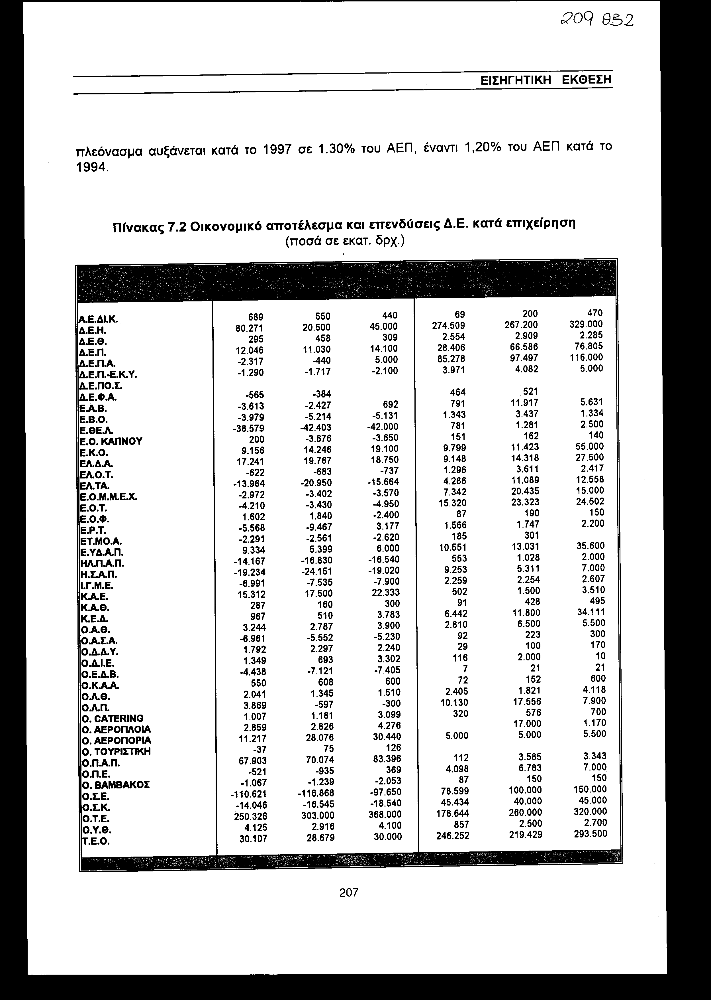 209 ΘΒ2
ΕΙΣΗΓΗΤΙΚΗ ΕΚΘΕΣΗ
πλεόνασμα αυξάνεται κατά το 1997 σε 1.30% του ΑΕΠ, έναντι 1,20% του ΑΕΠ κατά το
1994.
Πίνακας 7.2 Οικονομικό αποτέλεσμα και επενδύσεις Δ.Ε. κατά επιχείρηση
(ποσά σε εκατ. δρχ.)
Α.Ε.ΔΙ.Κ. 689 550 440 69 200 470
Δ.Ε.Η. 80.271 20.500 45.000 274.509 267.200 329.000
Δ.Ε.Θ. 295 458 309 2.554 2.909 2.285
Δ.Ε.Π. 12.046 11.030 14.100 28.406 66.586 76.805
Δ.Ε.Π.Α. -2.317 -440 5.000 85.278 97.497 116.000
Δ.Ε.Π.-Ε.Κ.Υ. -1.290 -1.717 -2.100 3.971 4.082 5.000
Δ.Ε.ΠΟ.Σ.
Δ.Ε.Φ.Α. -565 -384 464 521
Ε.Α.Β. -3.613 -2.427 692 791 11.917 5.631
Ε.Β.Ο. -3.979 -5.214 -5.131 1.343 3.437 1.334
Ε.ΘΕ.Λ. -38.579 -42.403 -42.000 781 1.281 2.500
Ε.Ο. ΚΑΠΝΟΥ 200 -3.676 -3.650 151 162 140
Ε.Κ.Ο. 9.156 14.246 19.100 9.799 11.423 55.000
ΕΛ.Δ.Α. 17.241 19.767 18.750 9.148 14.318 27.500
ΕΛ.Ο.Τ. -622 -683 -737 1.296 3.611 2.417
ΕΛ.ΤΑ. -13.964 -20.950 -15.664 4.286 11.089 12.558
Ε.Ο.Μ.Μ.Ε.Χ. -2.972 -3.402 -3.570 7.342 20.435 15.000
Ε.Ο.Τ. -4.210 -3.430 -4.950 15.320 23.323 24.502
Ε.Ο.Φ. 1.602 1.840 -2.400 87 190 150
Ε.Ρ.Τ. -5.568 -9.467 3.177 1.566 1.747 2.200
ΕΤ.ΜΟ.Α. -2.291 -2.561 -2.620 185 301
Ε.ΥΔ.Α.Π. 9.334 5.399 6.000 10.551 13.031 35.600
ΗΛ.Π.Α.Π. -14.167 -16.830 -16.540 553 1.028 2.000
Η.Σ.Α.Π. -19.234 -24.151 -19.020 9.253 5.311 7.000
Ι.Γ.Μ.Ε. -6.991 -7.535 -7.900 2.259 2.254 2.607
Κ.Α.Ε. 15.312 17.500 22.333 502 1.500 3.510
Κ.Α.Θ. 287 160 300 91 428 495
Κ.Ε.Δ. 967 510 3.783 6.442 11.800 34.111
Ο.Α.Θ. 3.244 2.787 3.900 2.810 6.500 5.500
Ο.Α.Σ.Α. -6.961 -5.552 -5.230 92 223 300
Ο.Δ.Δ.Υ. 1.792 2.297 2.240 29 100 170
Ο.Δ.Ι.Ε. 1.349 693 3.302 116 2.000 10
Ο.Ε.Δ.Β. -4.438 -7.121 -7.405 7 21 21
Ο.Κ.Α.Α. 550 608 600 72 152 600
Ο.Λ.Θ. 2.041 1.345 1.510 2.405 1.821 4.118
Ο.Λ.Π. 3.869 -597 -300 10.130 17.556 7.900
Ο. CATERING 1.007 1.181 3.099 320 576 700
Ο. ΑΕΡΟΠΛΟΙΑ 2.859 2.826 4.276 17.000 1.170
Ο. ΑΕΡΟΠΟΡΙΑ 11.217 28.076 30.440 5.000 5.000 5.500
Ο. ΤΟΥΡΙΣΤΙΚΗ -37 75 126
Ο.Π.Α.Π. 67.903 70.074 83.396 112 3.585 3.343
Ο.Π.Ε. -521 -935 369 4.098 6.783 7.000
Ο. ΒΑΜΒΑΚΟΣ -1.067 -1.239 -2.053 87 150 150
Ο.Σ.Ε. -110.621 -116.868 -97.650 78.599 100.000 150.000
Ο.Σ.Κ. -14.046 -16.545 -18.540 45.434 40.000 45.000
Ο.Τ.Ε. 250.326 303.000 368.000 178.644 260.000 320.000
Ο.Υ.Θ. 4.125 2.916 4.100 857 2.500 2.700
Τ.Ε.Ο. 30.107 28.679 30.000 246.252 219.429 293.500
207